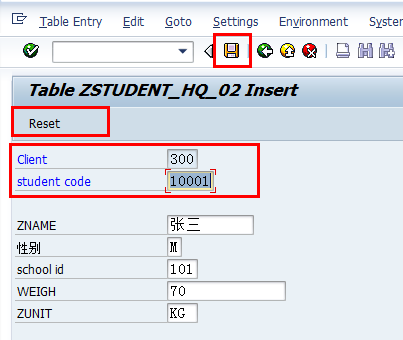 Table Entry Edit Goto Settings Environment System
Table ZSTUDENT_HQ_02 Insert
Reset
Client 300
student code 10001
ZNAME 张三
性别 M
school id 101
WEIGH 70
ZUNIT KG